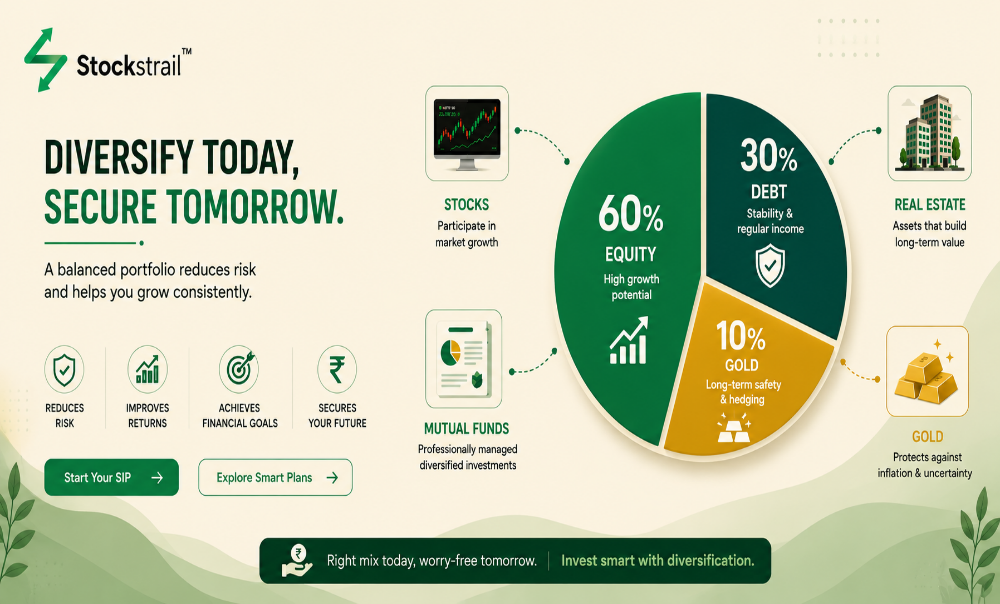 Stockstrail™
DIVERSIFY TODAY,
SECURE TOMORROW.
A balanced portfolio reduces risk
and helps you grow consistently.
REDUCES
RISK
IMPROVES
RETURNS
ACHIEVES
FINANCIAL GOALS
SECURES
YOUR FUTURE
Start Your SIP
Explore Smart Plans
STOCKS
Participate in
market growth
MUTUAL FUNDS
Professionally managed
diversified investments
60%
EQUITY
High growth
potential
30%
DEBT
Stability &
regular income
10%
GOLD
Long-term safety
& hedging
REAL ESTATE
Assets that build
long-term value
GOLD
Protects against
inflation & uncertainty
Right mix today, worry-free tomorrow.
Invest smart with diversification.